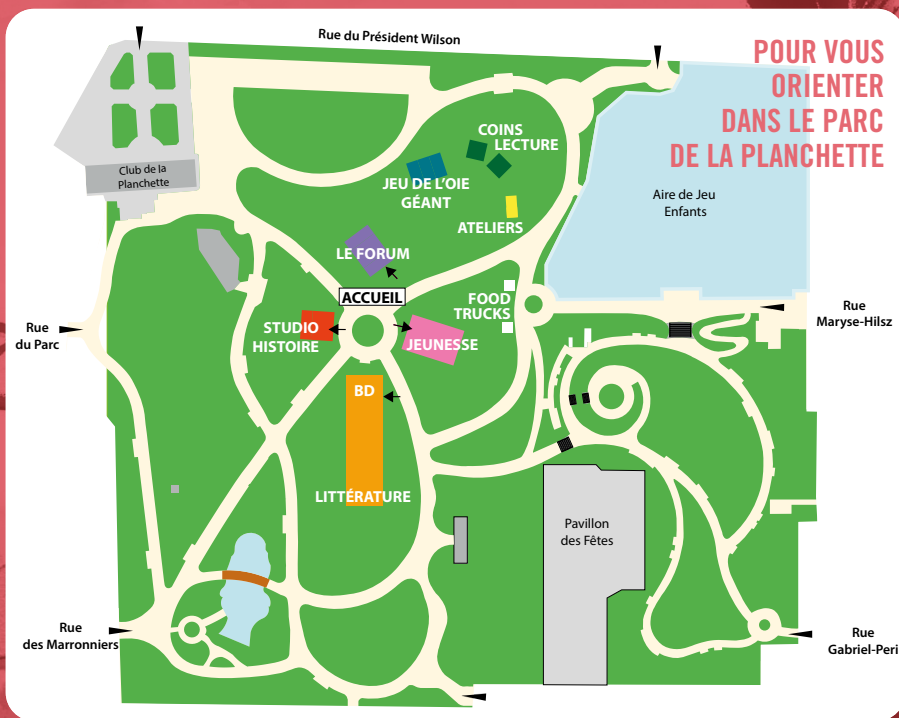 Rue du Président Wilson
POUR VOUS
ORIENTER
DANS LE PARC
DE LA PLANCHETTE
Club de la
Planchette
COINS
LECTURE
JEU DE L'OIE
GÉANT
ATELIERS
Aire de Jeu
Enfants
LE FORUM
ACCUEIL
FOOD
TRUCKS
STUDIO
HISTOIRE
JEUNESSE
Rue
du Parc
Rue
Maryse-Hilsz
BD
LITTÉRATURE
Pavillon
des Fêtes
Rue
des Marronniers
Rue
Gabriel-Peri